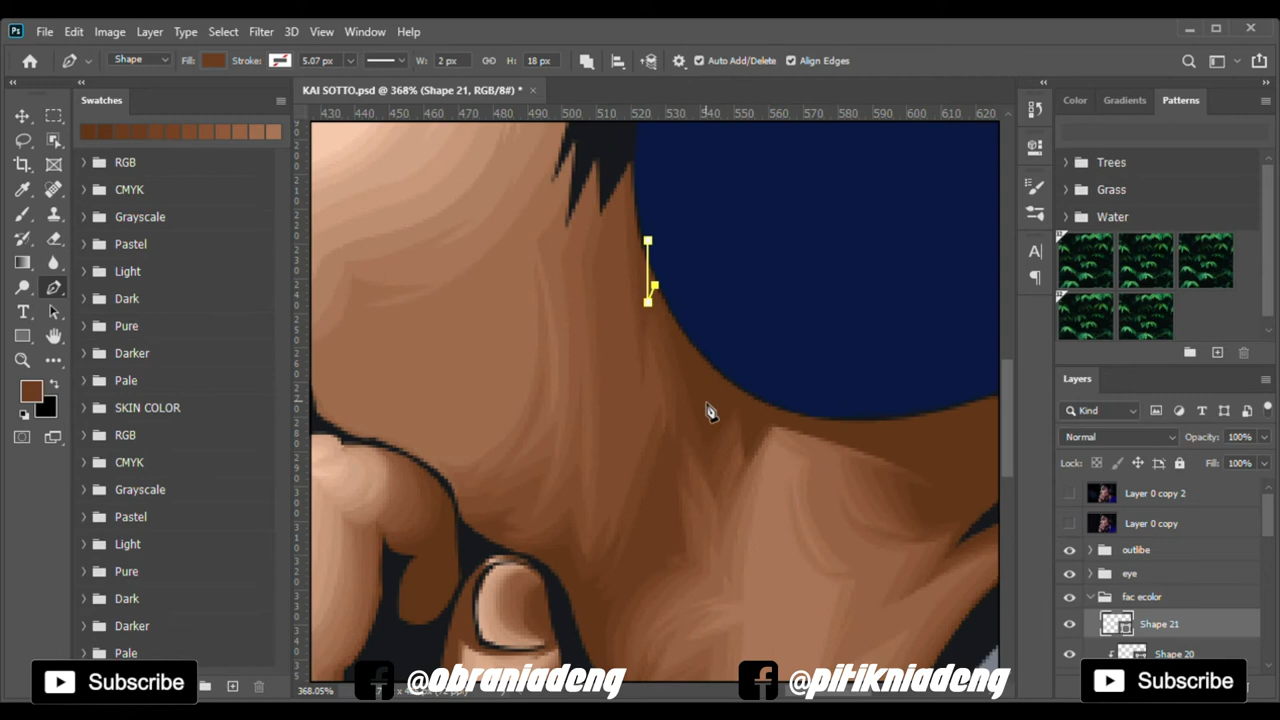 Ps File Edit Image Layer Type Select Filter 3D View Window Help
Shape Fill: Stroke: 5.07 px W: 2 px H: 18 px Auto Add/Delete Align Edges
KAI SOTTO.psd @ 368% (Shape 21, RGB/8#) *
Swatches
430 440 450 460 470 480 490 500 510 520 530 540 550 560 570 580 590 600 610 620
RGB
CMYK
Grayscale
Pastel
Light
Dark
Pure
Darker
Pale
SKIN COLOR
RGB
CMYK
Grayscale
Pastel
Light
Pure
Dark
Darker
Pale
Color Gradients Patterns
Trees
Grass
Water
Layers
Kind
Normal Opacity: 100%
Lock: Fill: 100%
Layer 0 copy 2
Layer 0 copy
outlibe
eye
fac ecolor
Shape 21
Shape 20
368.05%
Subscribe
@obraniadeng
@pitikniadeng
Subscribe